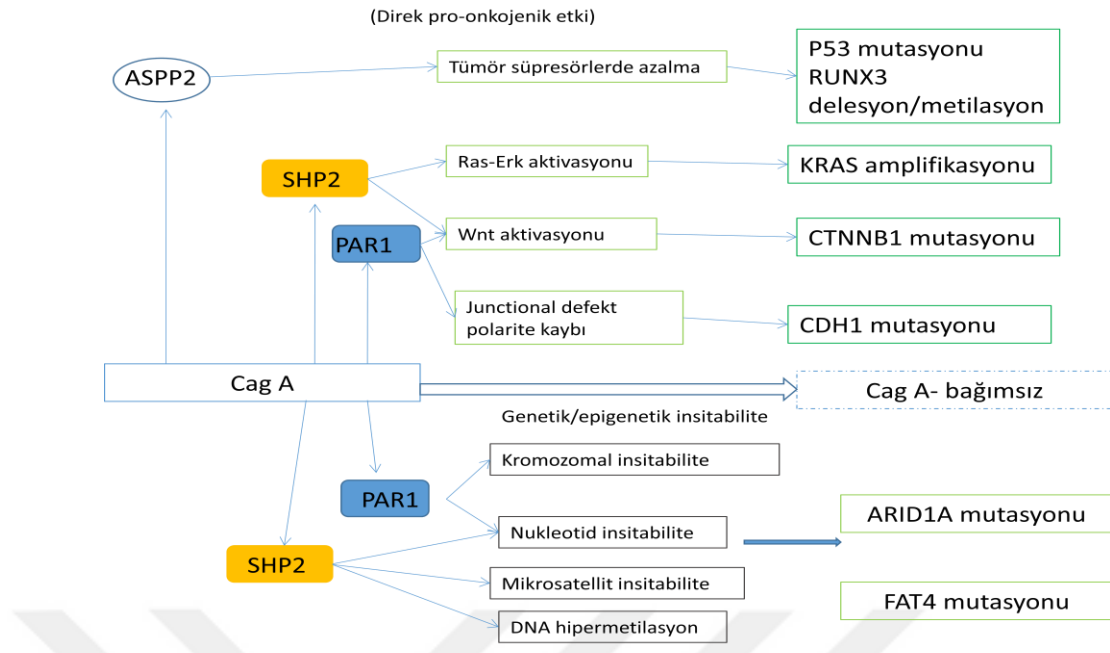 (Direk pro-onkojenik etki)
ASPP2
Tümör süpresörlerde azalma
P53 mutasyonu
RUNX3
delesyon/metilasyon
SHP2
Ras-Erk aktivasyonu
KRAS amplifikasyonu
PAR1
Wnt aktivasyonu
CTNNB1 mutasyonu
Junctional defekt
polarite kaybı
CDH1 mutasyonu
Cag A
Cag A- bağımsız
Genetik/epigenetik insitabilite
Kromozomal insitabilite
PAR1
Nukleotid insitabilite
ARID1A mutasyonu
SHP2
Mikrosatellit insitabilite
FAT4 mutasyonu
DNA hipermetilasyon